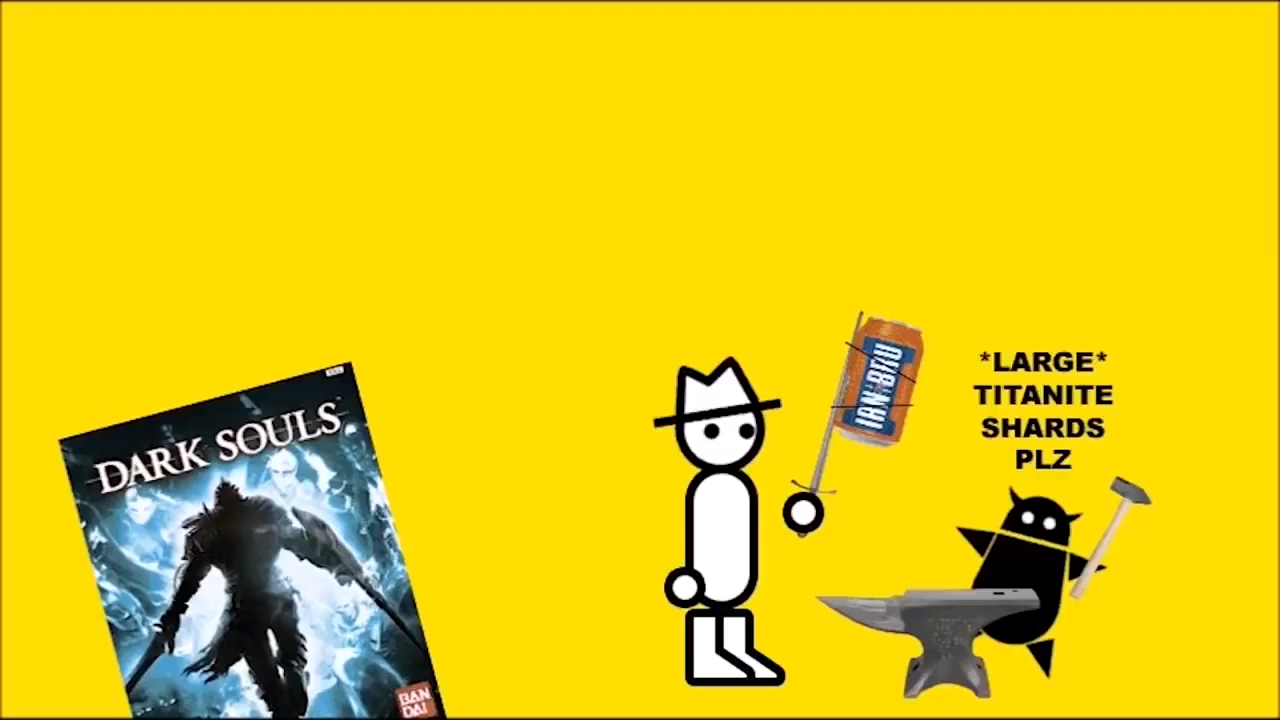 DARK SOULS
BAN
DAI
IRN-BRU
*LARGE*
TITANITE
SHARDS
PLZ